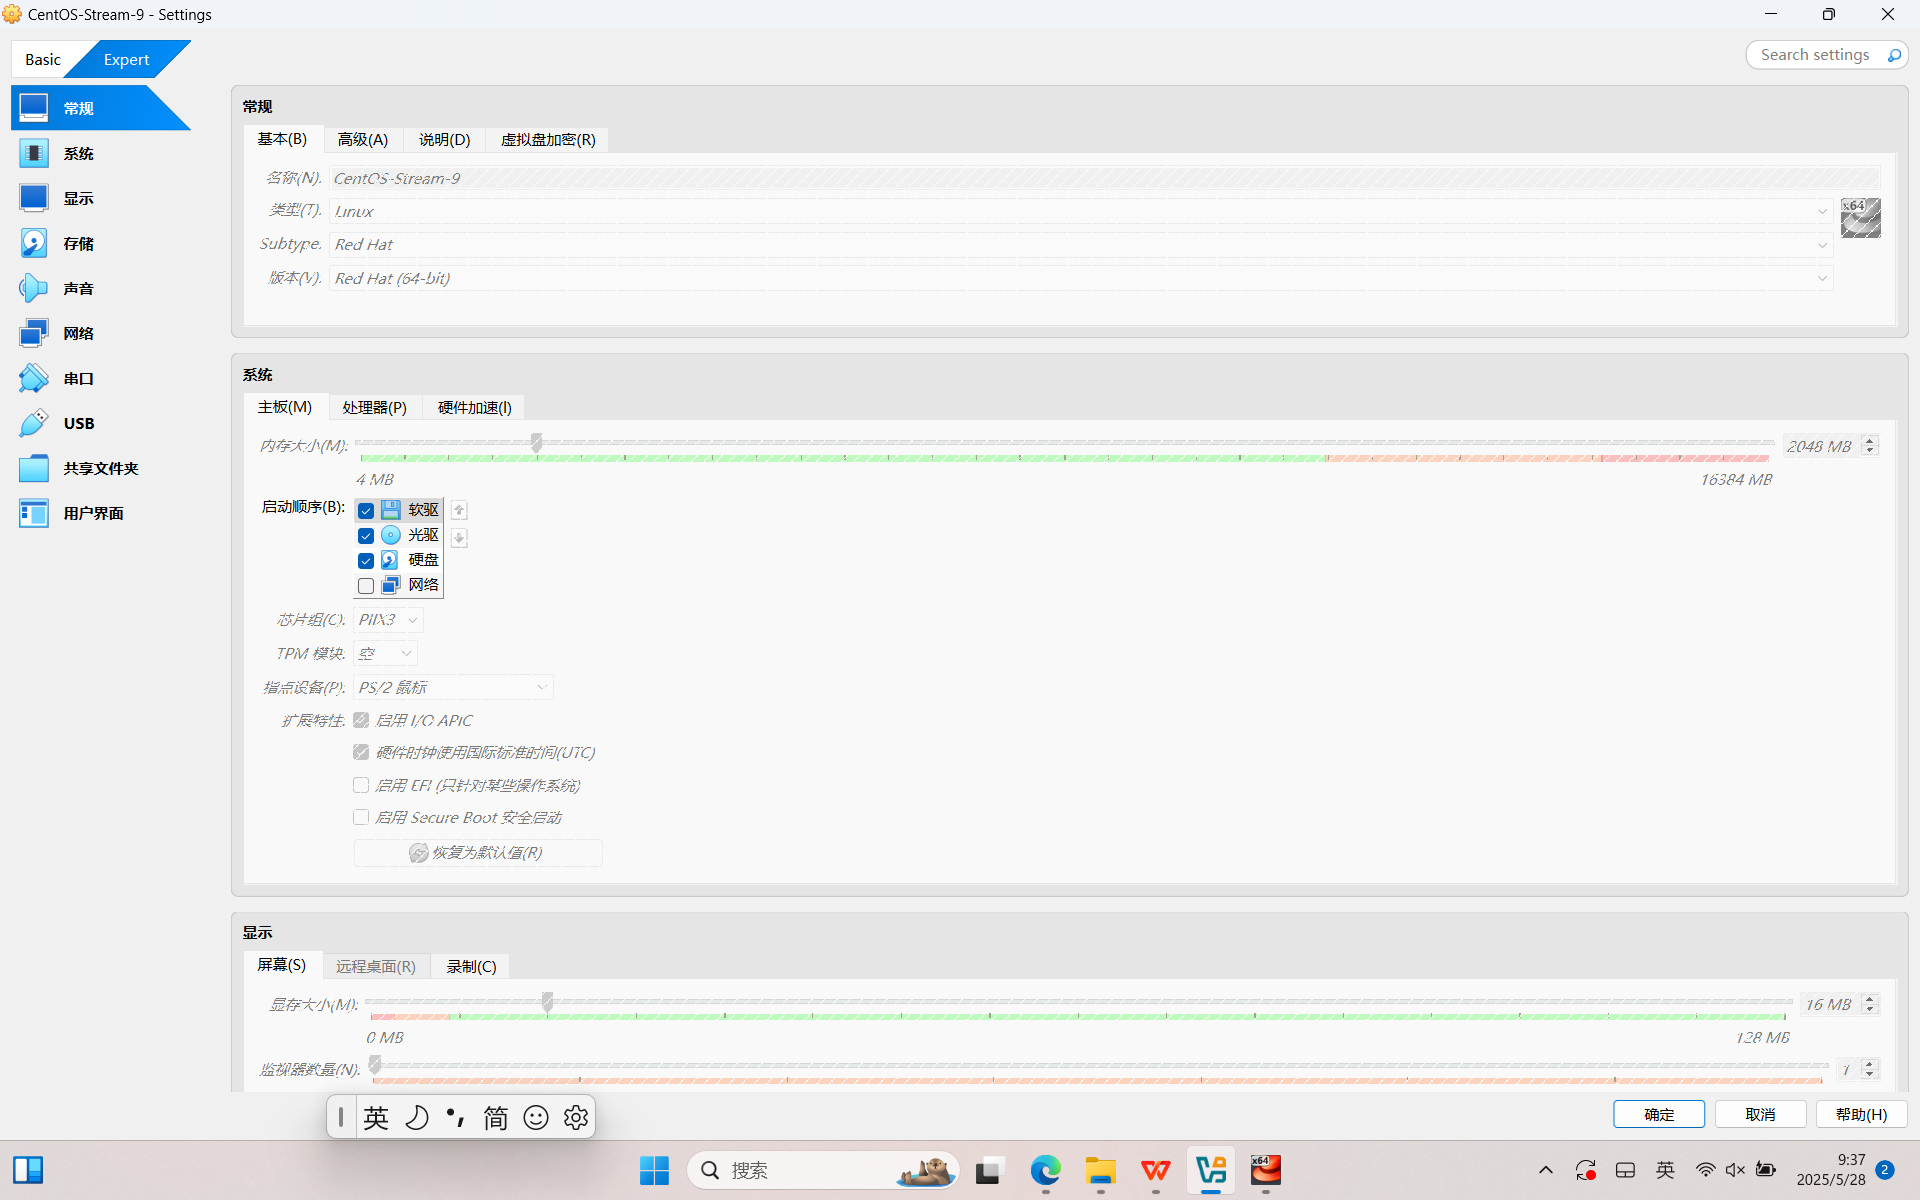 CentOS-Stream-9 - Settings
Basic
Expert
Search settings
常规
系统
显示
存储
声音
网络
串口
USB
共享文件夹
用户界面
常规
基本(B)
高级(A)
说明(D)
虚拟盘加密(R)
名称(N): CentOS-Stream-9
类型(T): Linux
x64
Subtype: Red Hat
版本(V): Red Hat (64-bit)
系统
主板(M)
处理器(P)
硬件加速(l)
内存大小(M):
2048 MB
4 MB
16384 MB
启动顺序(B):
软驱
光驱
硬盘
网络
芯片组(C): PIIX3
TPM 模块: 空
指点设备(P): PS/2 鼠标
扩展特性: 启用 I/O APIC
硬件时钟使用国际标准时间(UTC)
启用 EFI (只针对某些操作系统)
启用 Secure Boot 安全启动
恢复为默认值(R)
显示
屏幕(S)
远程桌面(R)
录制(C)
显存大小(M):
16 MB
0 MB
128 MB
监视器数量(N):
1
英
简
确定
取消
帮助(H)
搜索
x64
英
9:37
2025/5/28
2